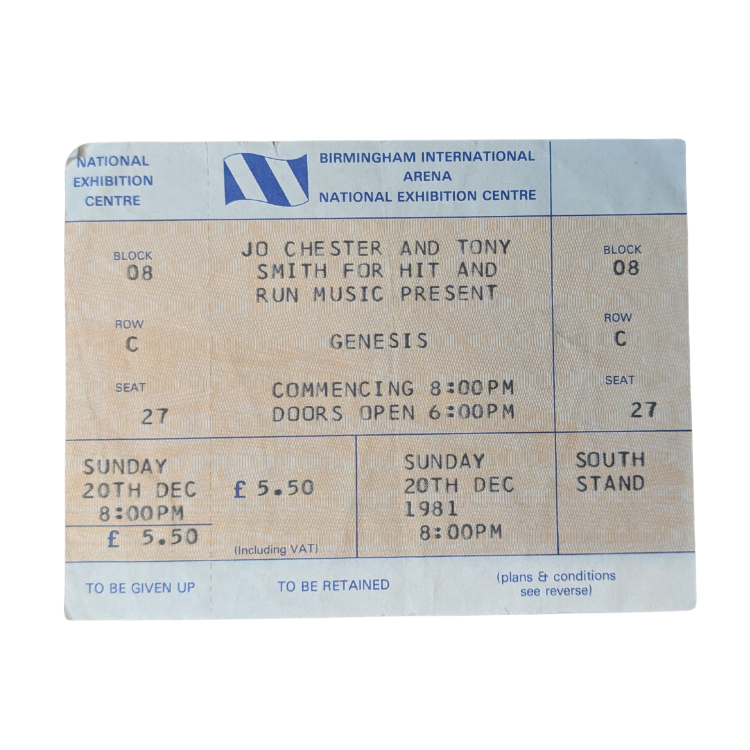 NATIONAL
EXHIBITION
CENTRE
BIRMINGHAM INTERNATIONAL
ARENA
NATIONAL EXHIBITION CENTRE
BLOCK
08
ROW
C
SEAT
27
JO CHESTER AND TONY
SMITH FOR HIT AND
RUN MUSIC PRESENT
GENESIS
COMMENCING 8:00PM
DOORS OPEN 6:00PM
BLOCK
08
ROW
C
SEAT
27
SUNDAY
20TH DEC
8:00PM
£ 5.50
£ 5.50
(Including VAT)
SUNDAY
20TH DEC
1981
8:00PM
SOUTH
STAND
TO BE GIVEN UP
TO BE RETAINED
(plans & conditions
see reverse)